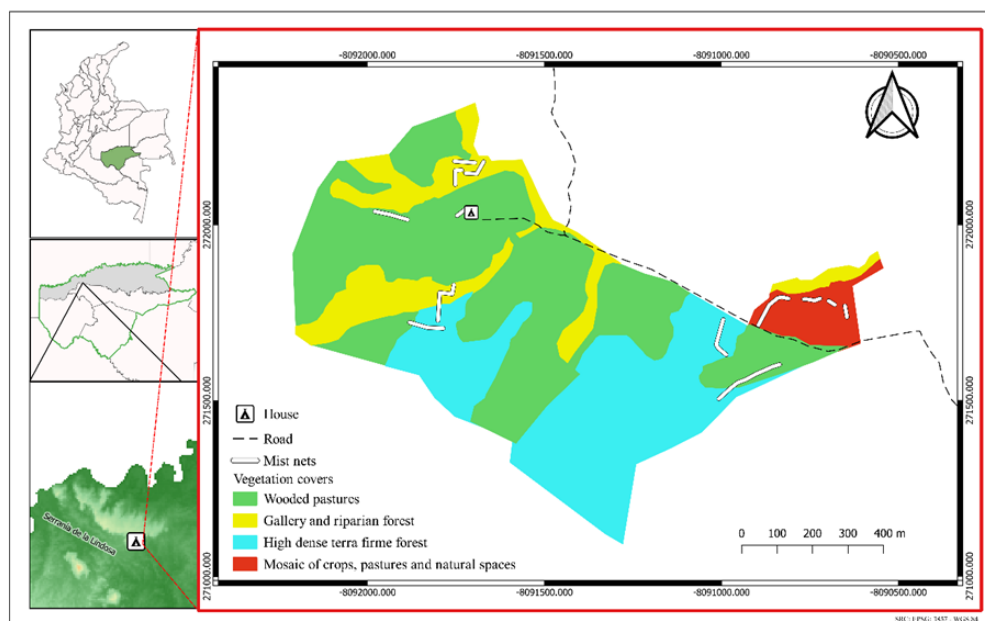 -8092000.000 -8091500.000 -8091000.000 -8090500.000
272000.000 272000.000
271500.000 271500.000
271000.000 271000.000
House
Road
Mist nets
Vegetation covers
Wooded pastures
Gallery and riparian forest
High dense terra firme forest
Mosaic of crops, pastures and natural spaces
0 100 200 300 400 m
-8092000.000 -8091500.000 -8091000.000 -8090500.000
Serranía de la Lindosa